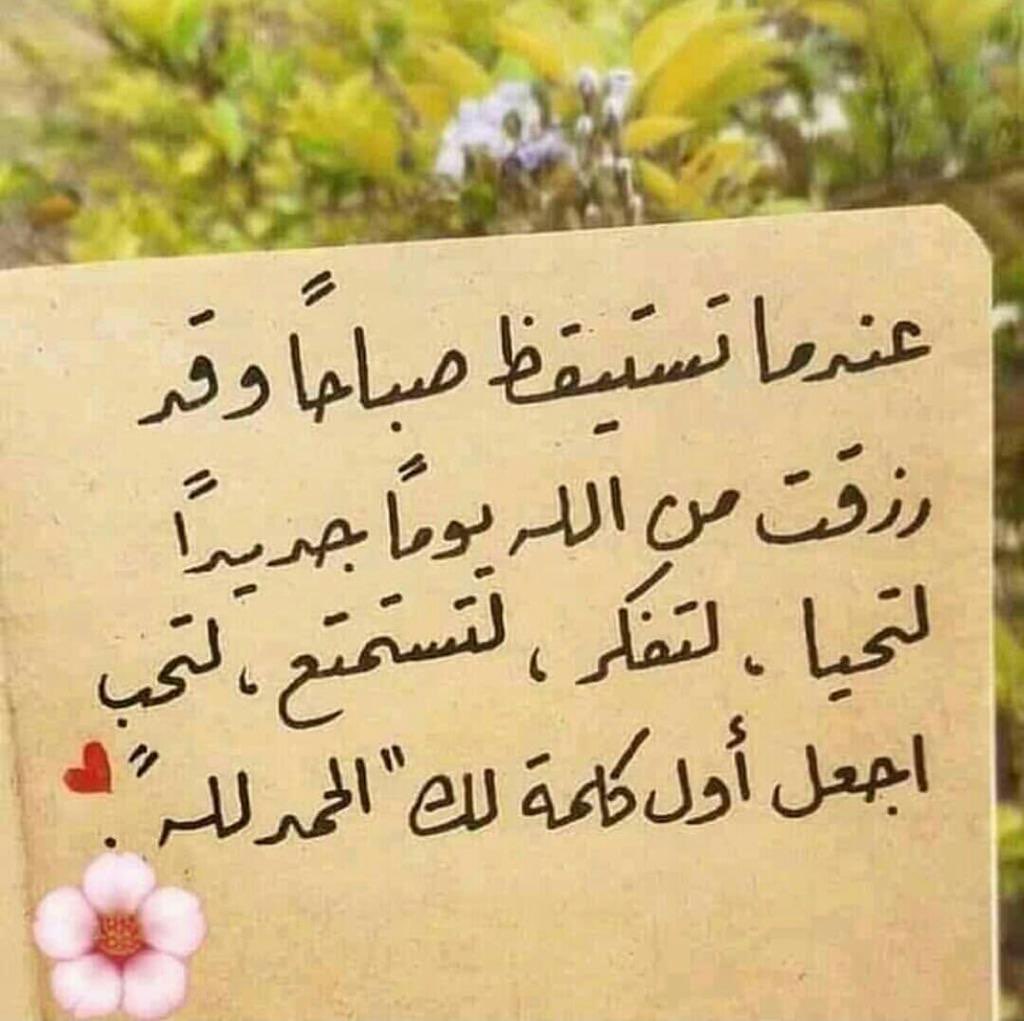 عندما تستيقظ صباحاً وقد
رزقت من الله يوماً جديداً
لتحيا ، لتفكر ، لتستمتع ، لتحب
اجعل أول كلمة لك "الحمد لله" .